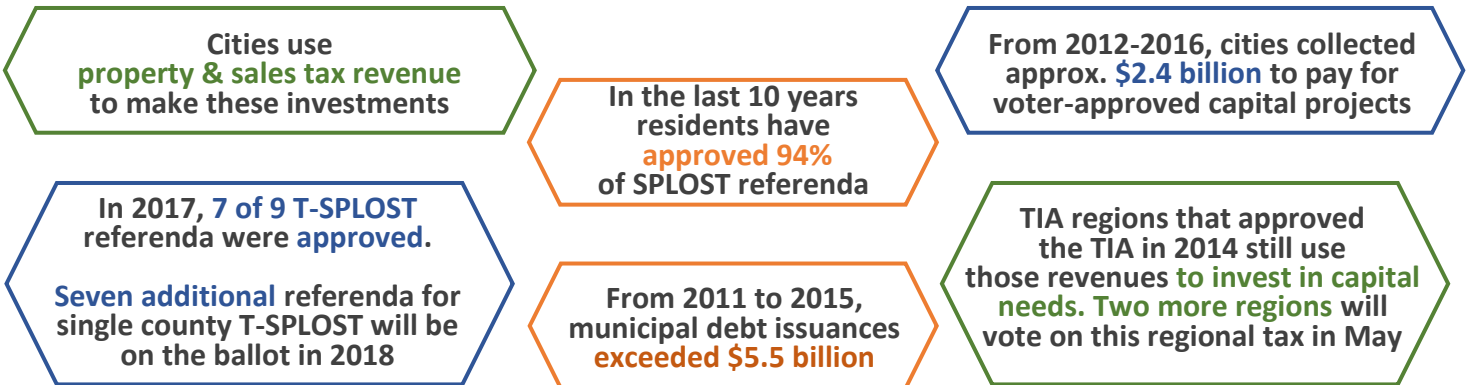 Cities use
property & sales tax revenue
to make these investments
In the last 10 years
residents have
approved 94%
of SPLOST referenda
From 2012-2016, cities collected
approx. $2.4 billion to pay for
voter-approved capital projects
In 2017, 7 of 9 T-SPLOST
referenda were approved.
Seven additional referenda for
single county T-SPLOST will be
on the ballot in 2018
From 2011 to 2015,
municipal debt issuances
exceeded $5.5 billion
TIA regions that approved
the TIA in 2014 still use
those revenues to invest in capital
needs. Two more regions will
vote on this regional tax in May